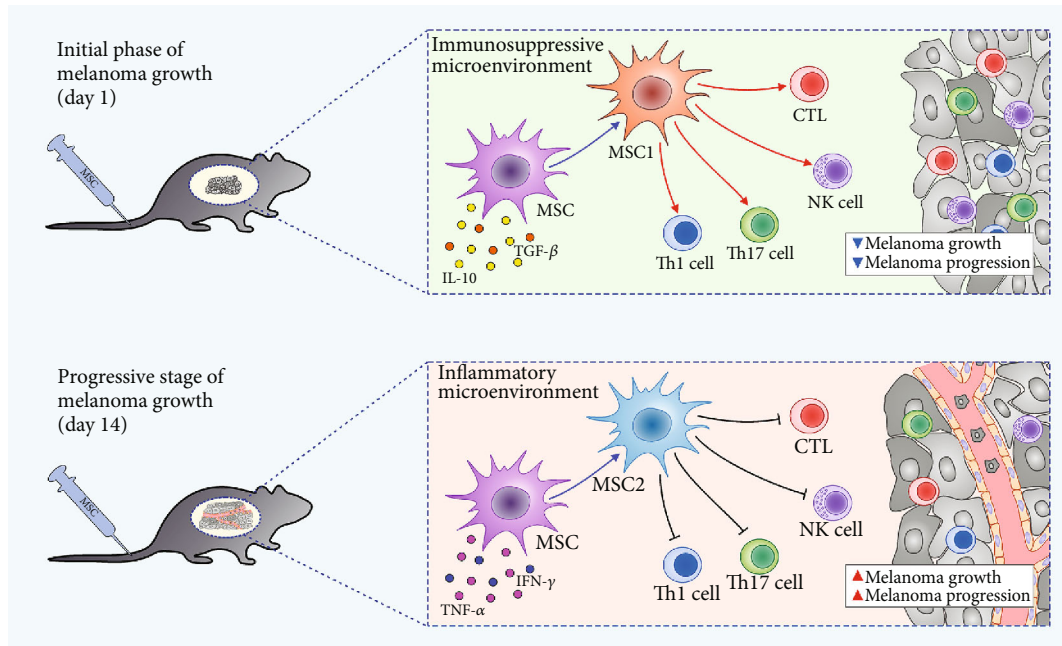 Initial phase of
melanoma growth
(day 1)
MSC
Immunosuppressive
microenvironment
MSC
MSC1
CTL
NK cell
Th17 cell
Th1 cell
TGF-β
IL-10
▼ Melanoma growth
▼ Melanoma progression
Progressive stage of
melanoma growth
(day 14)
MSC
Inflammatory
microenvironment
MSC
MSC2
CTL
NK cell
Th17 cell
Th1 cell
IFN-γ
TNF-α
▲ Melanoma growth
▲ Melanoma progression